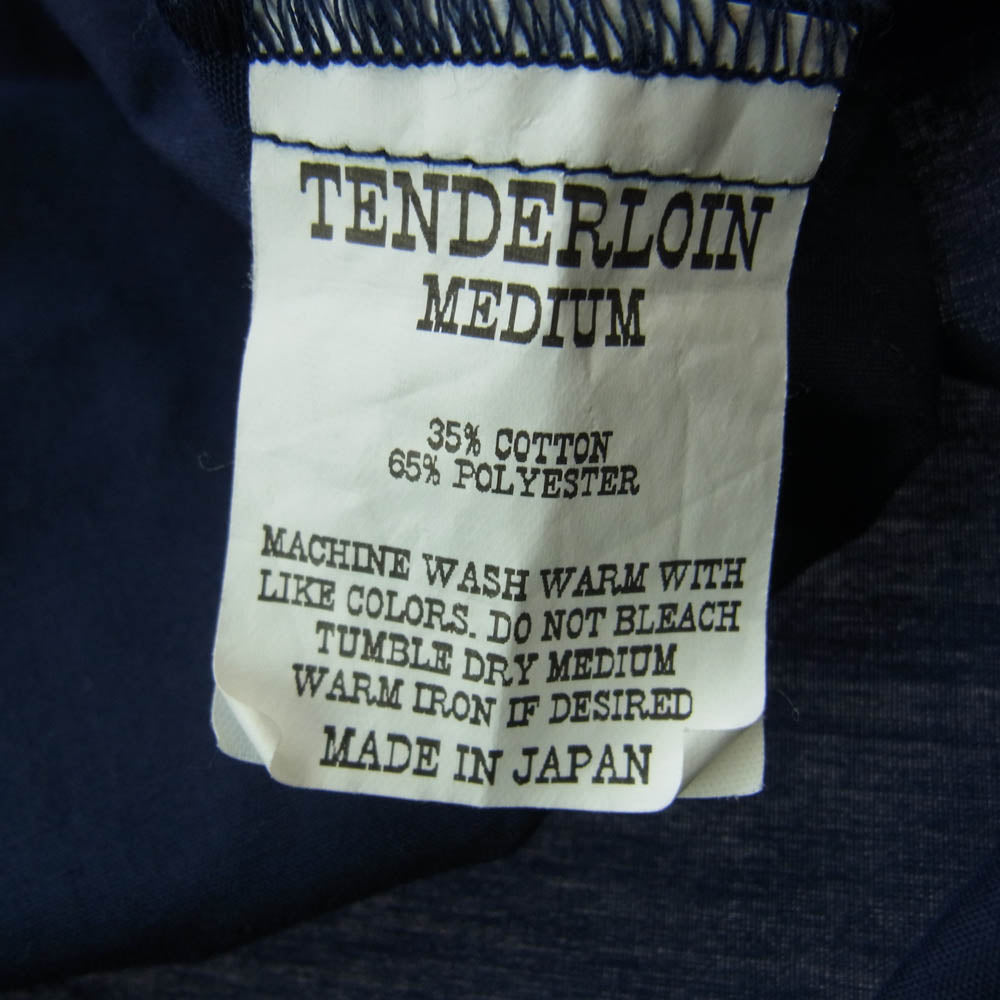 TENDERLOIN
MEDIUM
35% COTTON
65% POLYESTER
MACHINE WASH WARM WITH
LIKE COLORS. DO NOT BLEACH
TUMBLE DRY MEDIUM
WARM IRON IF DESIRED
MADE IN JAPAN